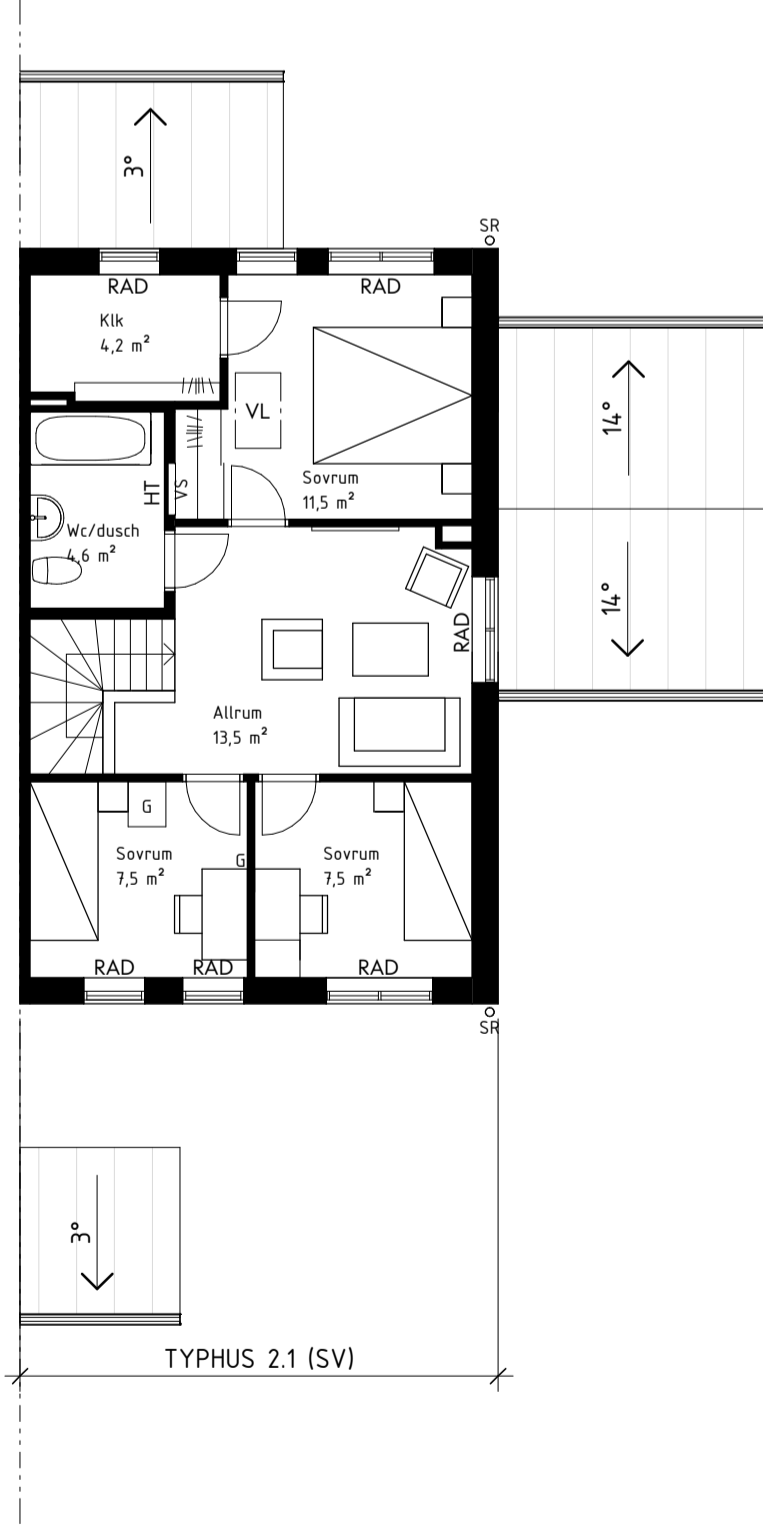 3°
SR
RAD
RAD
Klk
4,2 m²
14°
VL
HT
VS
Sovrum
11,5 m²
Wc/dusch
4,6 m²
14°
RAD
Allrum
13,5 m²
G
G
Sovrum
7,5 m²
Sovrum
7,5 m²
RAD
RAD
RAD
SR
3°
TYPHUS 2.1 (SV)